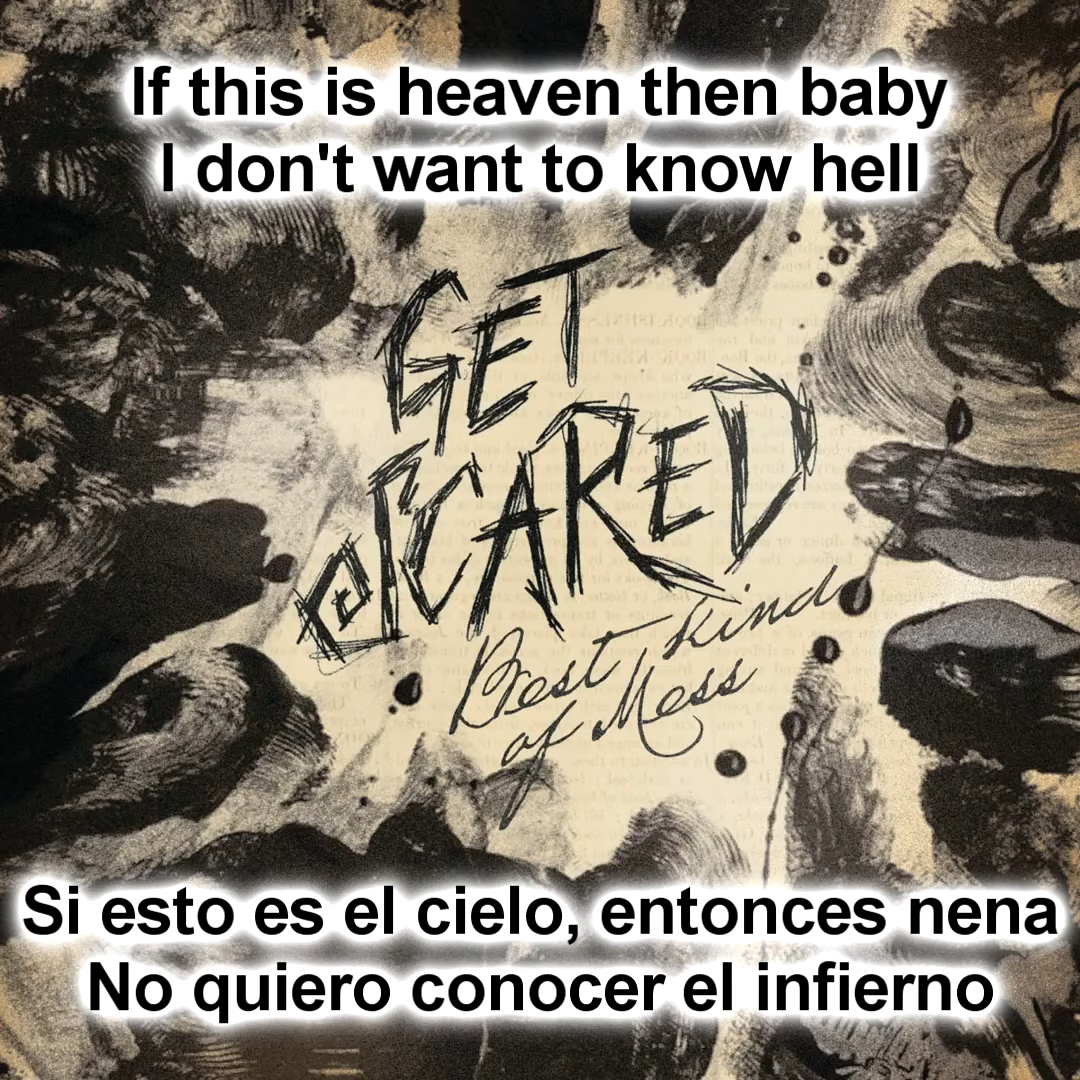 If this is heaven then baby
I don't want to know hell
GET
SCARED
Best Kind
of Mess
Si esto es el cielo, entonces nena
No quiero conocer el infierno